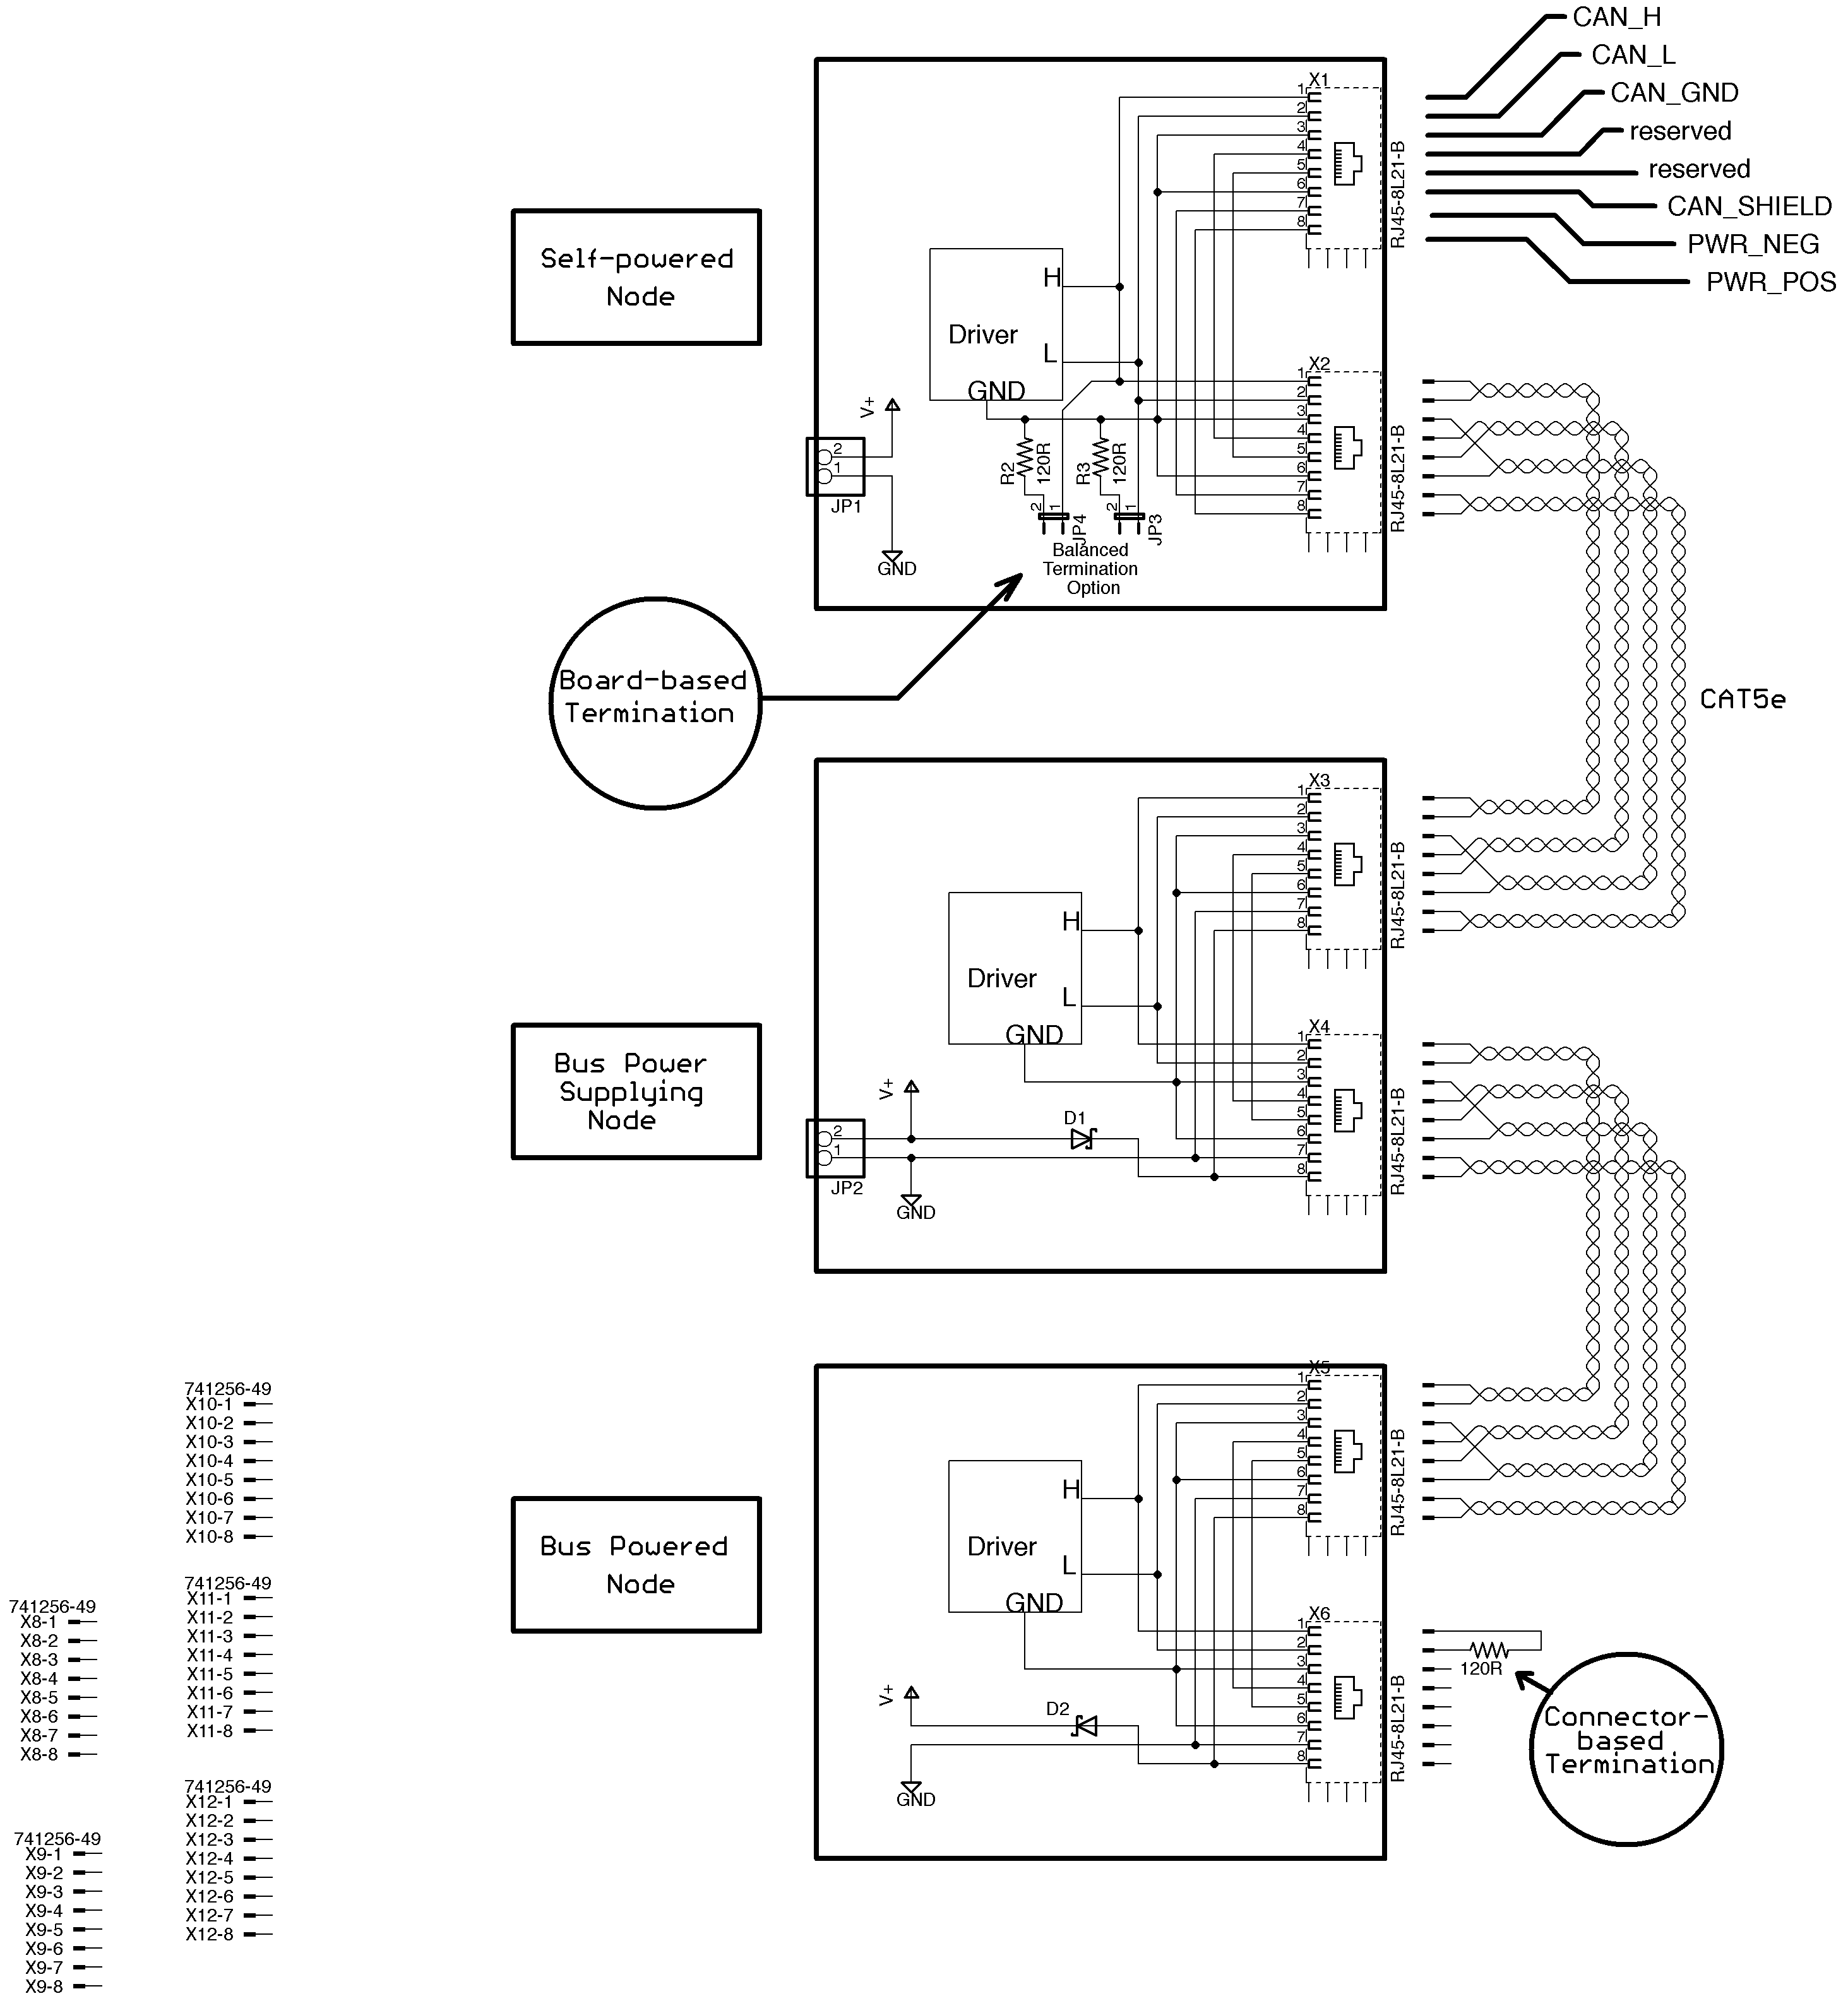 CAN_H
CAN_L
CAN_GND
reserved
reserved
CAN_SHIELD
PWR_NEG
PWR_POS
Self-powered
Node
X1
1
2
3
4
5
6
7
8
RJ45-8L21-B
H
Driver
L
GND
V+
2
1
JP1
GND
R2
120R
R3
120R
2
1
JP4
2
1
JP3
Balanced
Termination
Option
X2
1
2
3
4
5
6
7
8
RJ45-8L21-B
Board-based
Termination
CAT5e
X3
1
2
3
4
5
6
7
8
RJ45-8L21-B
H
Driver
L
GND
Bus Power
Supplying
Node
V+
2
1
JP2
GND
D1
X4
1
2
3
4
5
6
7
8
RJ45-8L21-B
X5
1
2
3
4
5
6
7
8
RJ45-8L21-B
H
Driver
L
GND
Bus Powered
Node
V+
GND
D2
X6
1
2
3
4
5
6
7
8
RJ45-8L21-B
120R
Connector-
based
Termination
741256-49
X10-1
X10-2
X10-3
X10-4
X10-5
X10-6
X10-7
X10-8
741256-49
X11-1
X11-2
X11-3
X11-4
X11-5
X11-6
X11-7
X11-8
741256-49
X8-1
X8-2
X8-3
X8-4
X8-5
X8-6
X8-7
X8-8
741256-49
X12-1
X12-2
X12-3
X12-4
X12-5
X12-6
X12-7
X12-8
741256-49
X9-1
X9-2
X9-3
X9-4
X9-5
X9-6
X9-7
X9-8